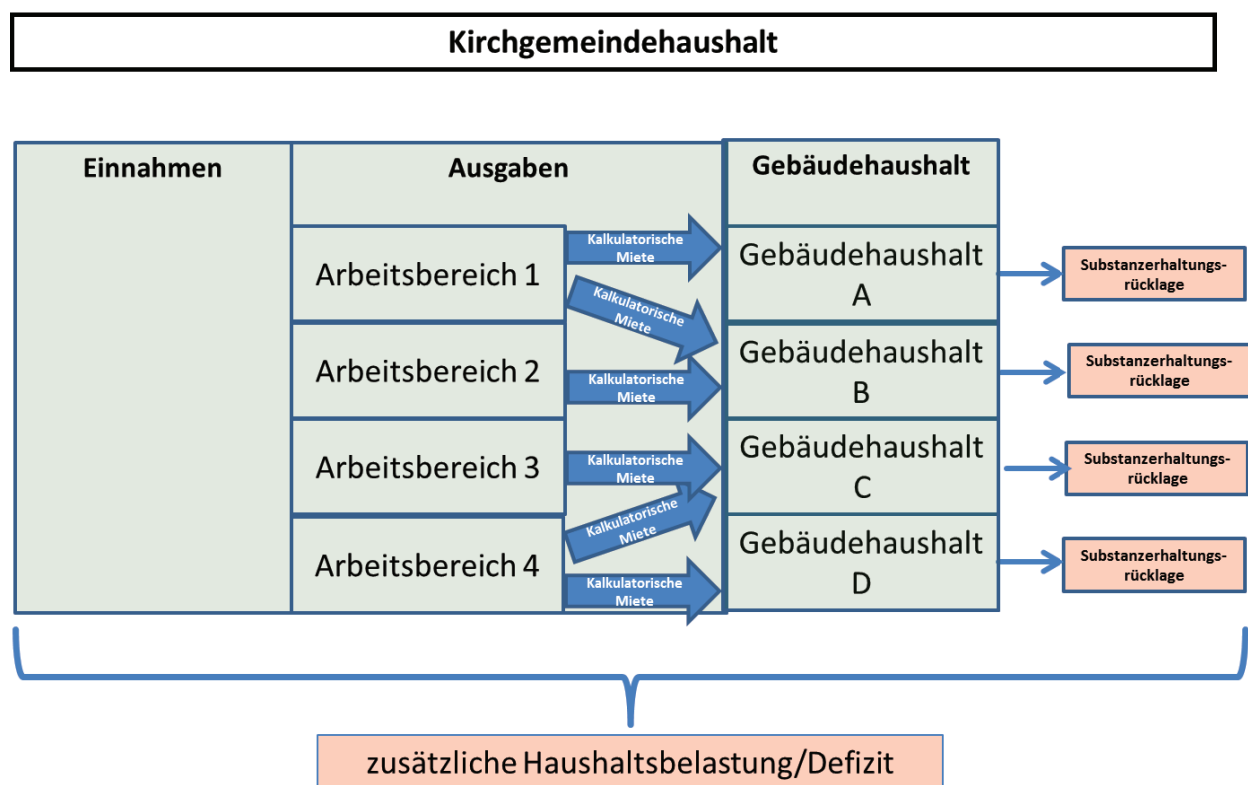 Kirchgemeindehaushalt
Einnahmen
Ausgaben
Gebäudehaushalt
Arbeitsbereich 1
Kalkulatorische
Miete
Kalkulatorische
Miete
Gebäudehaushalt
A
Substanzerhaltungs-
rücklage
Arbeitsbereich 2
Kalkulatorische
Miete
Gebäudehaushalt
B
Substanzerhaltungs-
rücklage
Arbeitsbereich 3
Kalkulatorische
Miete
Gebäudehaushalt
C
Substanzerhaltungs-
rücklage
Arbeitsbereich 4
Kalkulatorische
Miete
Kalkulatorische
Miete
Gebäudehaushalt
D
Substanzerhaltungs-
rücklage
zusätzliche Haushaltsbelastung/Defizit